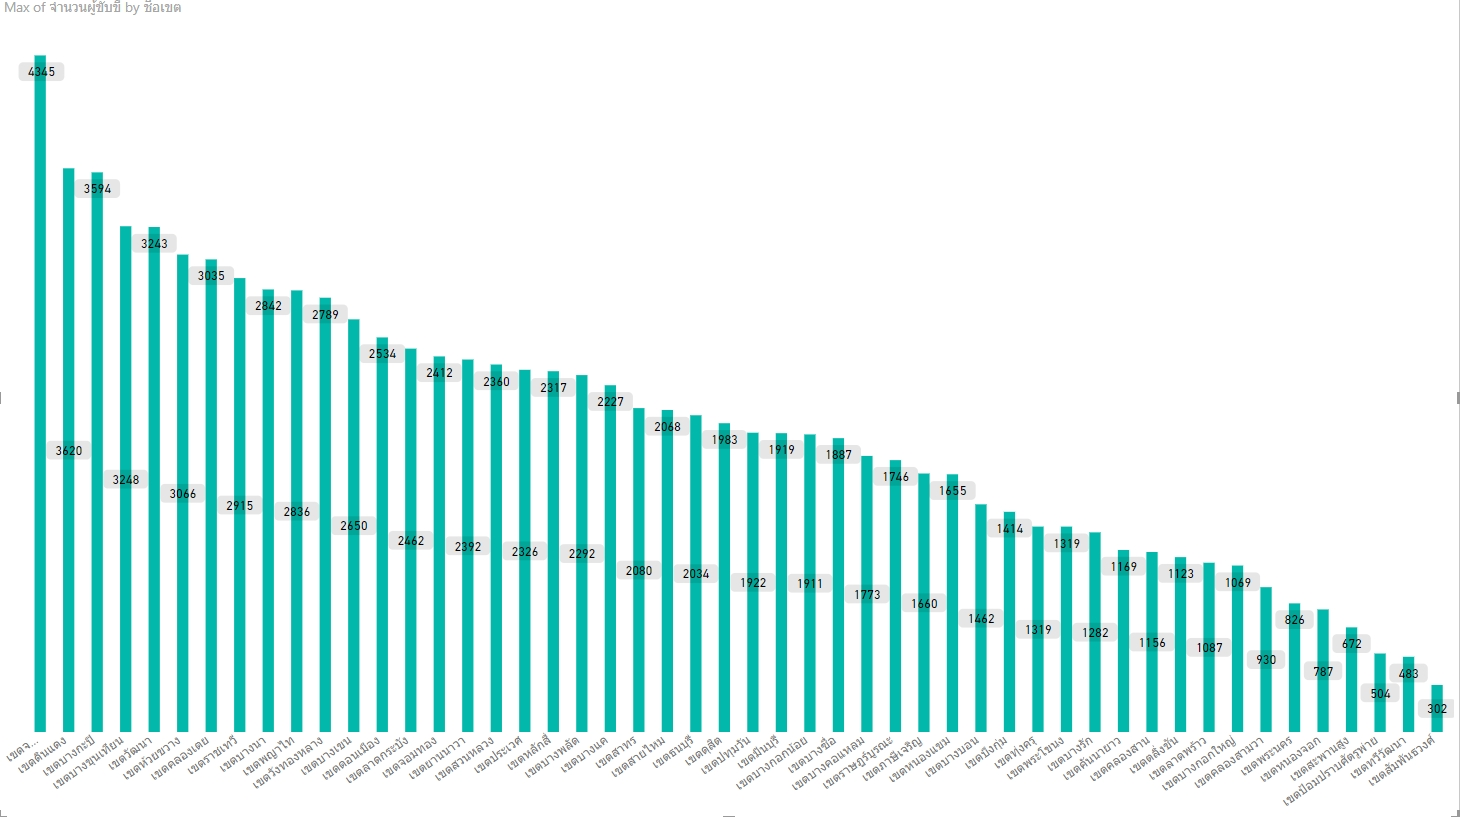 Max of จำนวนผู้ขับขี่ by ชื่อเขต
4345
3594
3243
3035
2842
2789
2534
2412
2360
2317
2227
2068
1983
1919
1887
1746
1655
1414
1319
1169
1123
1069
826
672
483
302
3620
3248
3066
2915
2836
2650
2462
2392
2326
2292
2080
2034
1922
1911
1773
1660
1462
1319
1282
1156
1087
930
787
504
เขตจ...
เขตดินแดง
เขตบางกะปิ
เขตบางขุนเทียน
เขตวัฒนา
เขตห้วยขวาง
เขตคลองเตย
เขตราชเทวี
เขตบางนา
เขตพญาไท
เขตวังทองหลาง
เขตบางเขน
เขตดอนเมือง
เขตลาดกระบัง
เขตจอมทอง
เขตยานนาวา
เขตสวนหลวง
เขตประเวศ
เขตหลักสี่
เขตบางพลัด
เขตบางแค
เขตสาทร
เขตสายไหม
เขตธนบุรี
เขตดุสิต
เขตปทุมวัน
เขตมีนบุรี
เขตบางกอกน้อย
เขตบางซื่อ
เขตบางคอแหลม
เขตราษฎร์บูรณะ
เขตภาษีเจริญ
เขตหนองแขม
เขตบางบอน
เขตบึงกุ่ม
เขตทุ่งครุ
เขตพระโขนง
เขตบางรัก
เขตคันนายาว
เขตคลองสาน
เขตตลิ่งชัน
เขตลาดพร้าว
เขตบางกอกใหญ่
เขตคลองสามวา
เขตพระนคร
เขตหนองจอก
เขตสะพานสูง
เขตป้อมปราบศัตรูพ่าย
เขตทวีวัฒนา
เขตสัมพันธวงศ์